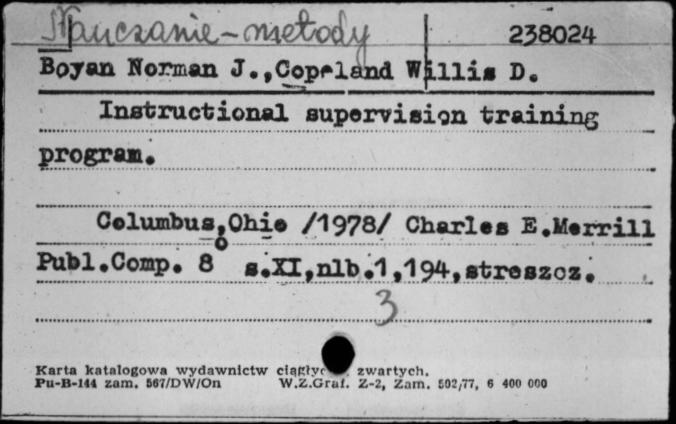 Nauczanie - metody 238024
Boyan Norman J., Copeland Willis D.
Instructional supervision training
program.
Columbus, Ohio /1978/ Charles E. Merrill
Publ. Comp. 8° s.XI, nlb.1, 194, streszcz.
3
Karta katalogowa wydawnictw ciągłyc zwartych.
Pu-B-144 zam. 567/DW/On W.Z.Graf. Z-2, Zam. 502/77, 6 400 000